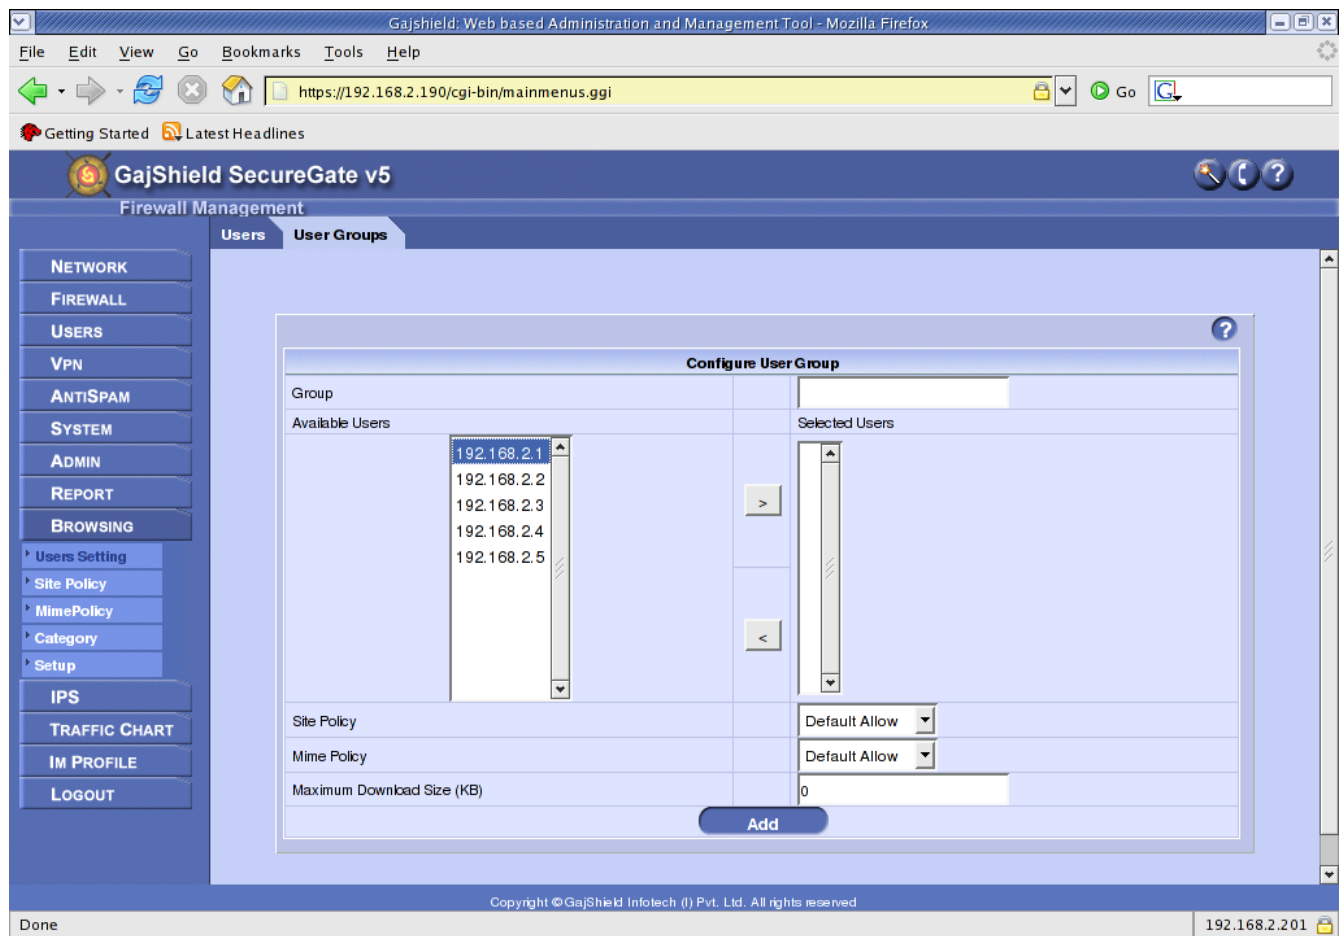 Gajshield: Web based Administration and Management Tool - Mozilla Firefox
File Edit View Go Bookmarks Tools Help
https://192.168.2.190/cgi-bin/mainmenus.ggi
Go
G
Getting Started Latest Headlines
GajShield SecureGate v5
?
Firewall Management
Users User Groups
NETWORK
FIREWALL
USERS
VPN
ANTISPAM
SYSTEM
ADMIN
REPORT
BROWSING
Users Setting
Site Policy
MimePolicy
Category
Setup
IPS
TRAFFIC CHART
IM PROFILE
LOGOUT
?
Configure User Group
Group
Available Users Selected Users
192.168.2.1
192.168.2.2
192.168.2.3
192.168.2.4
192.168.2.5
>
<
Site Policy Default Allow
Mime Policy Default Allow
Maximum Download Size (KB) 0
Add
Copyright © GajShield Infotech (I) Pvt. Ltd. All rights reserved
Done 192.168.2.201